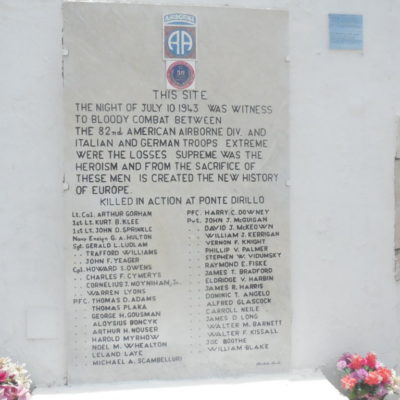 AIRBORNE
AA
THIS SITE
THE NIGHT OF JULY 10 1943 WAS WITNESS
TO BLOODY COMBAT BETWEEN
THE 82nd AMERICAN AIRBORNE DIV. AND
ITALIAN AND GERMAN TROOPS EXTREME
WERE THE LOSSES SUPREME WAS THE
HEROISM AND FROM THE SACRIFICE OF
THESE MEN IS CREATED THE NEW HISTORY
OF EUROPE.
KILLED IN ACTION AT PONTE DIRILLO
Lt. Col. ARTHUR GORHAM
1st Lt. KURT B. KLEE
1st Lt. JOHN D. SPRINKLE
Navy Ensign G. A. HULTON
Sgt. GERALD L. LUDLAM
" TRAFFORD WILLIAMS
" JOHN F. YEAGER
Cpl. HOWARD S. OWENS
" CHARLES F. CYMERYS
" CORNELIUS J. MOYNIHAN, Jr.
" WARREN LYONS
PFC. THOMAS D. ADAMS
" THOMAS PLAKA
" GEORGE H. GOUSMAN
" ALOYSIUS BONCYK
" ARTHUR H. NOUSER
" HAROLD MYRHOW
" NOEL M. WHEALTON
" LELAND LAYE
" MICHAEL A. SCAMBELLURI
PFC. HARRY C. DOWNEY
Pvt. JOHN J. McGUIGAN
" DAVID J. McKEOWN
" WILLIAM J. KERRIGAN
" VERNON F. KNIGHT
" PHILLIP V. PALMER
" STEPHEN W. VIDUMSKY
" RAYMOND E. FISKE
" JAMES T. BRADFORD
" ELDRIDGE V. HARBIN
" JAMES R. HARRIS
" DOMINIC T. ANGELO
" ALFRED GLASCOCK
" CARROLL NEILE
" JAMES D. LONG
" WALTER M. BARNETT
" WALTER F. KISSALL
" JOE BOOTHE
" WILLIAM BLAKE